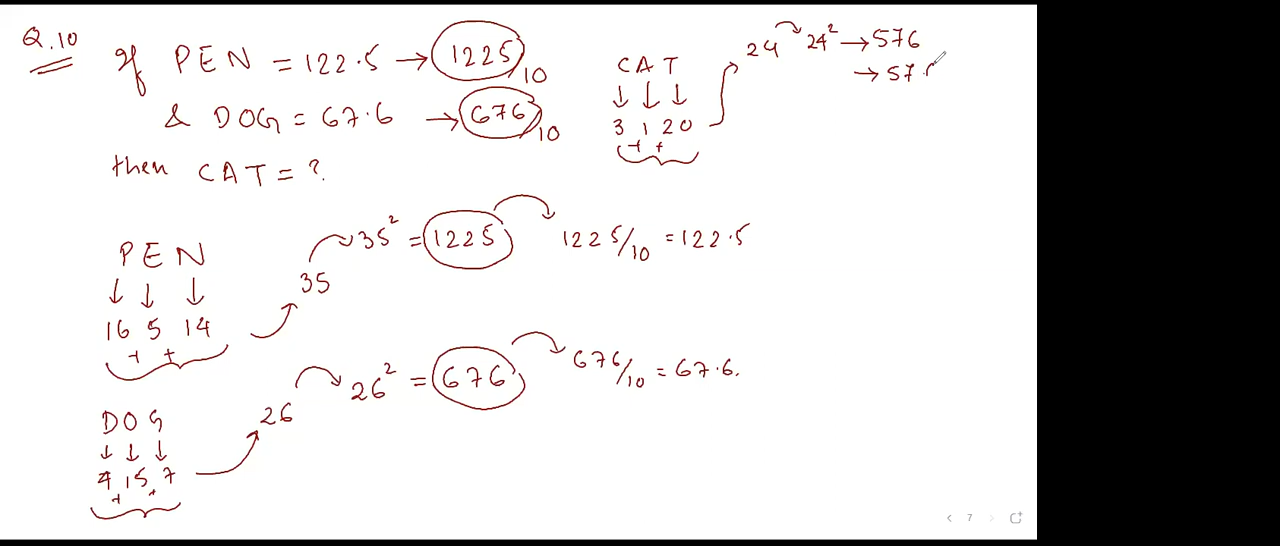 Q.10
If PEN = 122.5 → 1225/10
& DOG = 67.6 → 676/10
then CAT = ?
CAT
↓ ↓ ↓
3 1 20
+ +
24 24² → 576
→ 57.
PEN
↓ ↓ ↓
16 5 14
+ +
35
35² = 1225
1225/10 = 122.5
DOG
↓ ↓ ↓
4 15 7
+ +
26
26² = 676
676/10 = 67.6.
7